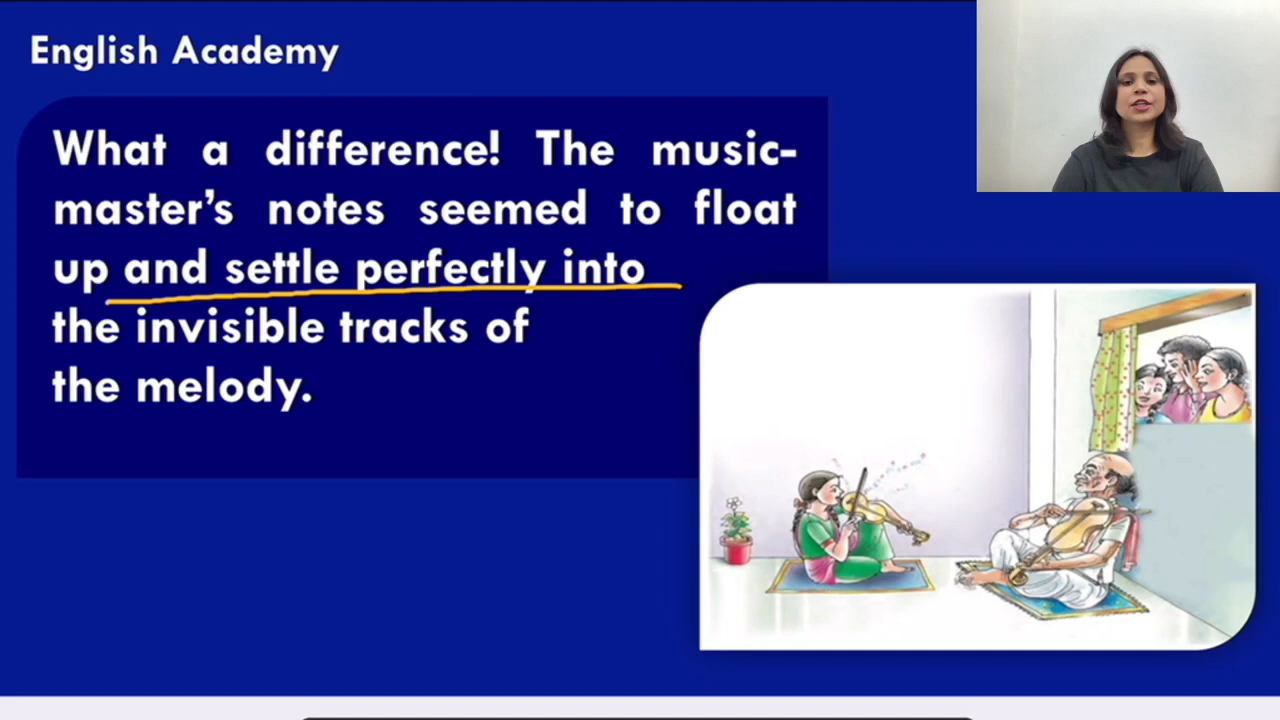 English Academy
What a difference! The music-
master’s notes seemed to float
up and settle perfectly into
the invisible tracks of
the melody.